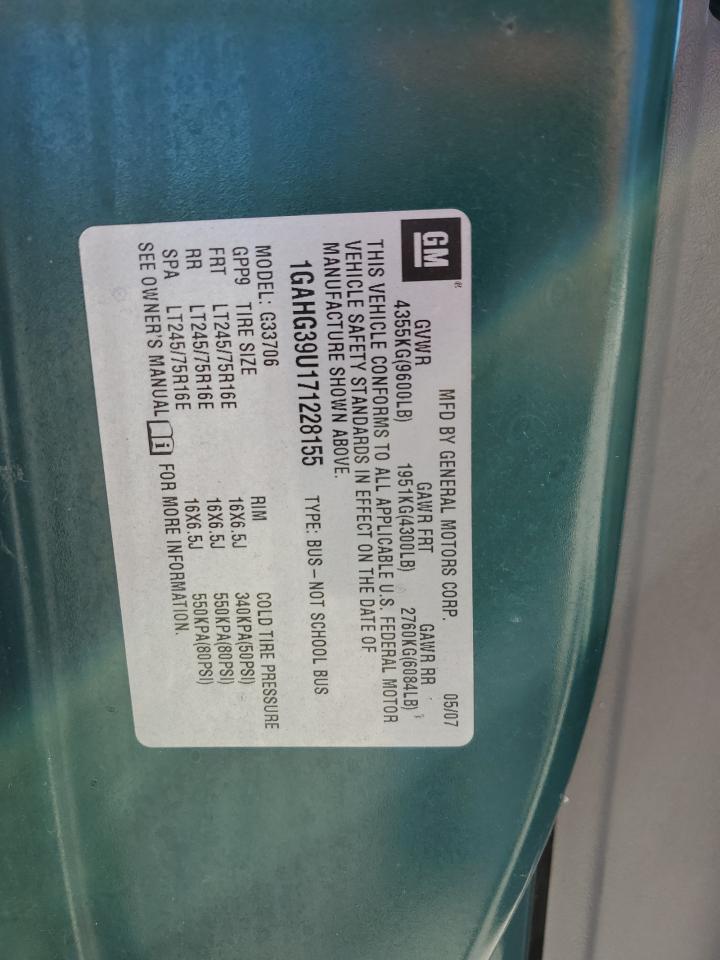 GM®
MFD BY GENERAL MOTORS CORP. 05/07
GVWR GAWR FRT GAWR RR
4355KG(9600LB) 1951KG(4300LB) 2760KG(6084LB)
THIS VEHICLE CONFORMS TO ALL APPLICABLE U.S. FEDERAL MOTOR
VEHICLE SAFETY STANDARDS IN EFFECT ON THE DATE OF
MANUFACTURE SHOWN ABOVE.
1GAHG39U171228155 TYPE: BUS–NOT SCHOOL BUS
MODEL: G33706
GPP9 TIRE SIZE RIM COLD TIRE PRESSURE
FRT LT245/75R16E 16X6.5J 340KPA(50PSI)
RR LT245/75R16E 16X6.5J 550KPA(80PSI)
SPA LT245/75R16E 16X6.5J 550KPA(80PSI)
SEE OWNER'S MANUAL i FOR MORE INFORMATION.